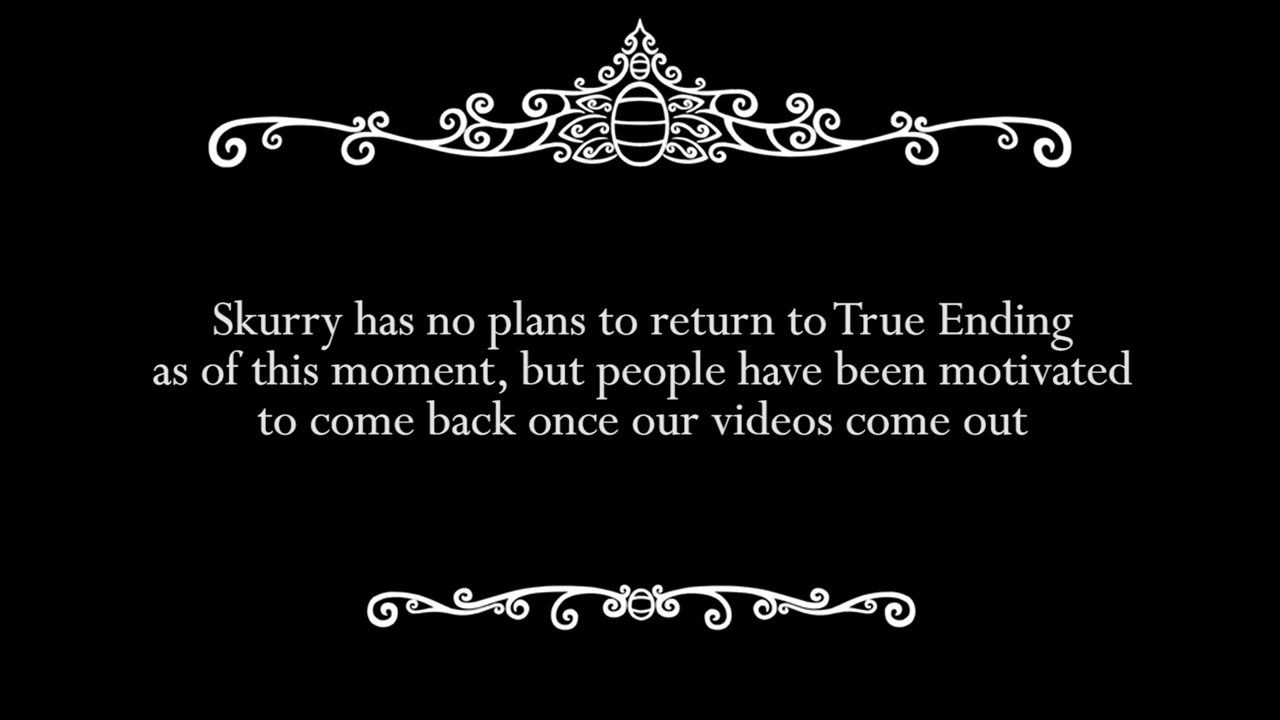 Skurry has no plans to return to True Ending
as of this moment, but people have been motivated
to come back once our videos come out